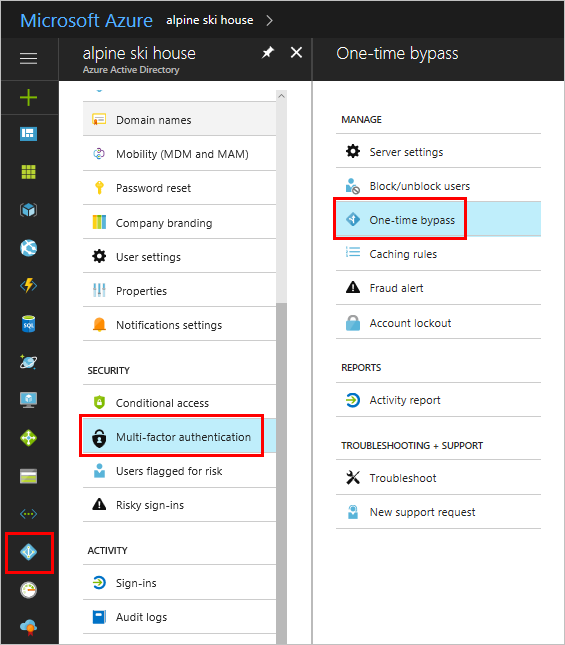 Microsoft Azure alpine ski house
alpine ski house
Azure Active Directory
Domain names
Mobility (MDM and MAM)
Password reset
Company branding
User settings
Properties
Notifications settings
SECURITY
Conditional access
Multi-factor authentication
Users flagged for risk
Risky sign-ins
ACTIVITY
Sign-ins
Audit logs
One-time bypass
MANAGE
Server settings
Block/unblock users
One-time bypass
Caching rules
Fraud alert
Account lockout
REPORTS
Activity report
TROUBLESHOOTING + SUPPORT
Troubleshoot
New support request
SQL